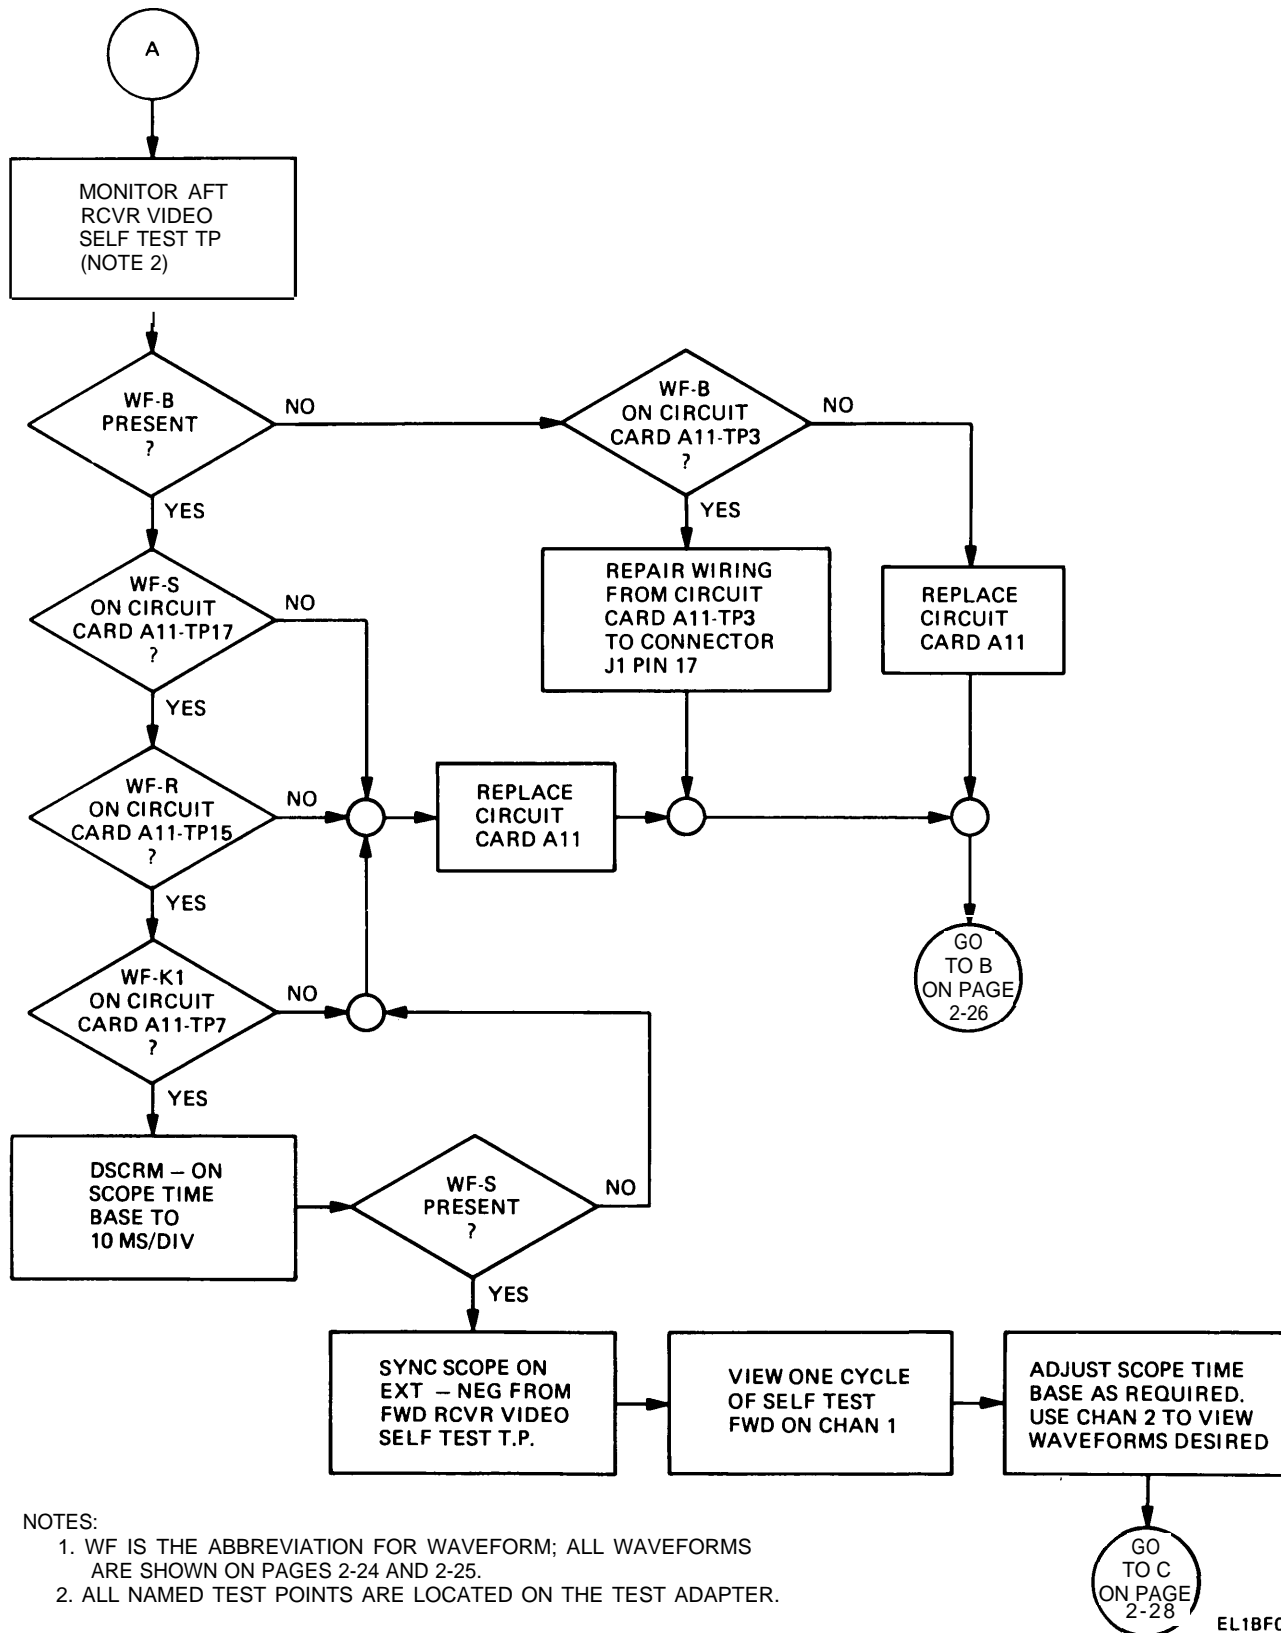 A
MONITOR AFT
RCVR VIDEO
SELF TEST TP
(NOTE 2)
WF-B
PRESENT
?
NO
YES
WF-B
ON CIRCUIT
CARD A11-TP3
?
NO
YES
WF-S
ON CIRCUIT
CARD A11-TP17
?
NO
YES
REPAIR WIRING
FROM CIRCUIT
CARD A11-TP3
TO CONNECTOR
J1 PIN 17
REPLACE
CIRCUIT
CARD A11
WF-R
ON CIRCUIT
CARD A11-TP15
?
NO
YES
REPLACE
CIRCUIT
CARD A11
GO
TO B
ON PAGE
2-26
WF-K1
ON CIRCUIT
CARD A11-TP7
?
NO
YES
DSCRM – ON
SCOPE TIME
BASE TO
10 MS/DIV
WF-S
PRESENT
?
NO
YES
SYNC SCOPE ON
EXT – NEG FROM
FWD RCVR VIDEO
SELF TEST T.P.
VIEW ONE CYCLE
OF SELF TEST
FWD ON CHAN 1
ADJUST SCOPE TIME
BASE AS REQUIRED.
USE CHAN 2 TO VIEW
WAVEFORMS DESIRED
GO
TO C
ON PAGE
2-28
NOTES:
1. WF IS THE ABBREVIATION FOR WAVEFORM; ALL WAVEFORMS
ARE SHOWN ON PAGES 2-24 AND 2-25.
2. ALL NAMED TEST POINTS ARE LOCATED ON THE TEST ADAPTER.